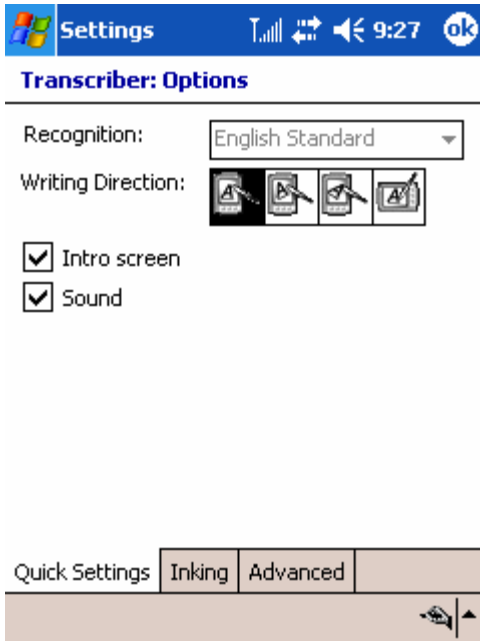 Settings 9:27 ok
Transcriber: Options
Recognition: English Standard
Writing Direction:
Intro screen
Sound
Quick Settings Inking Advanced